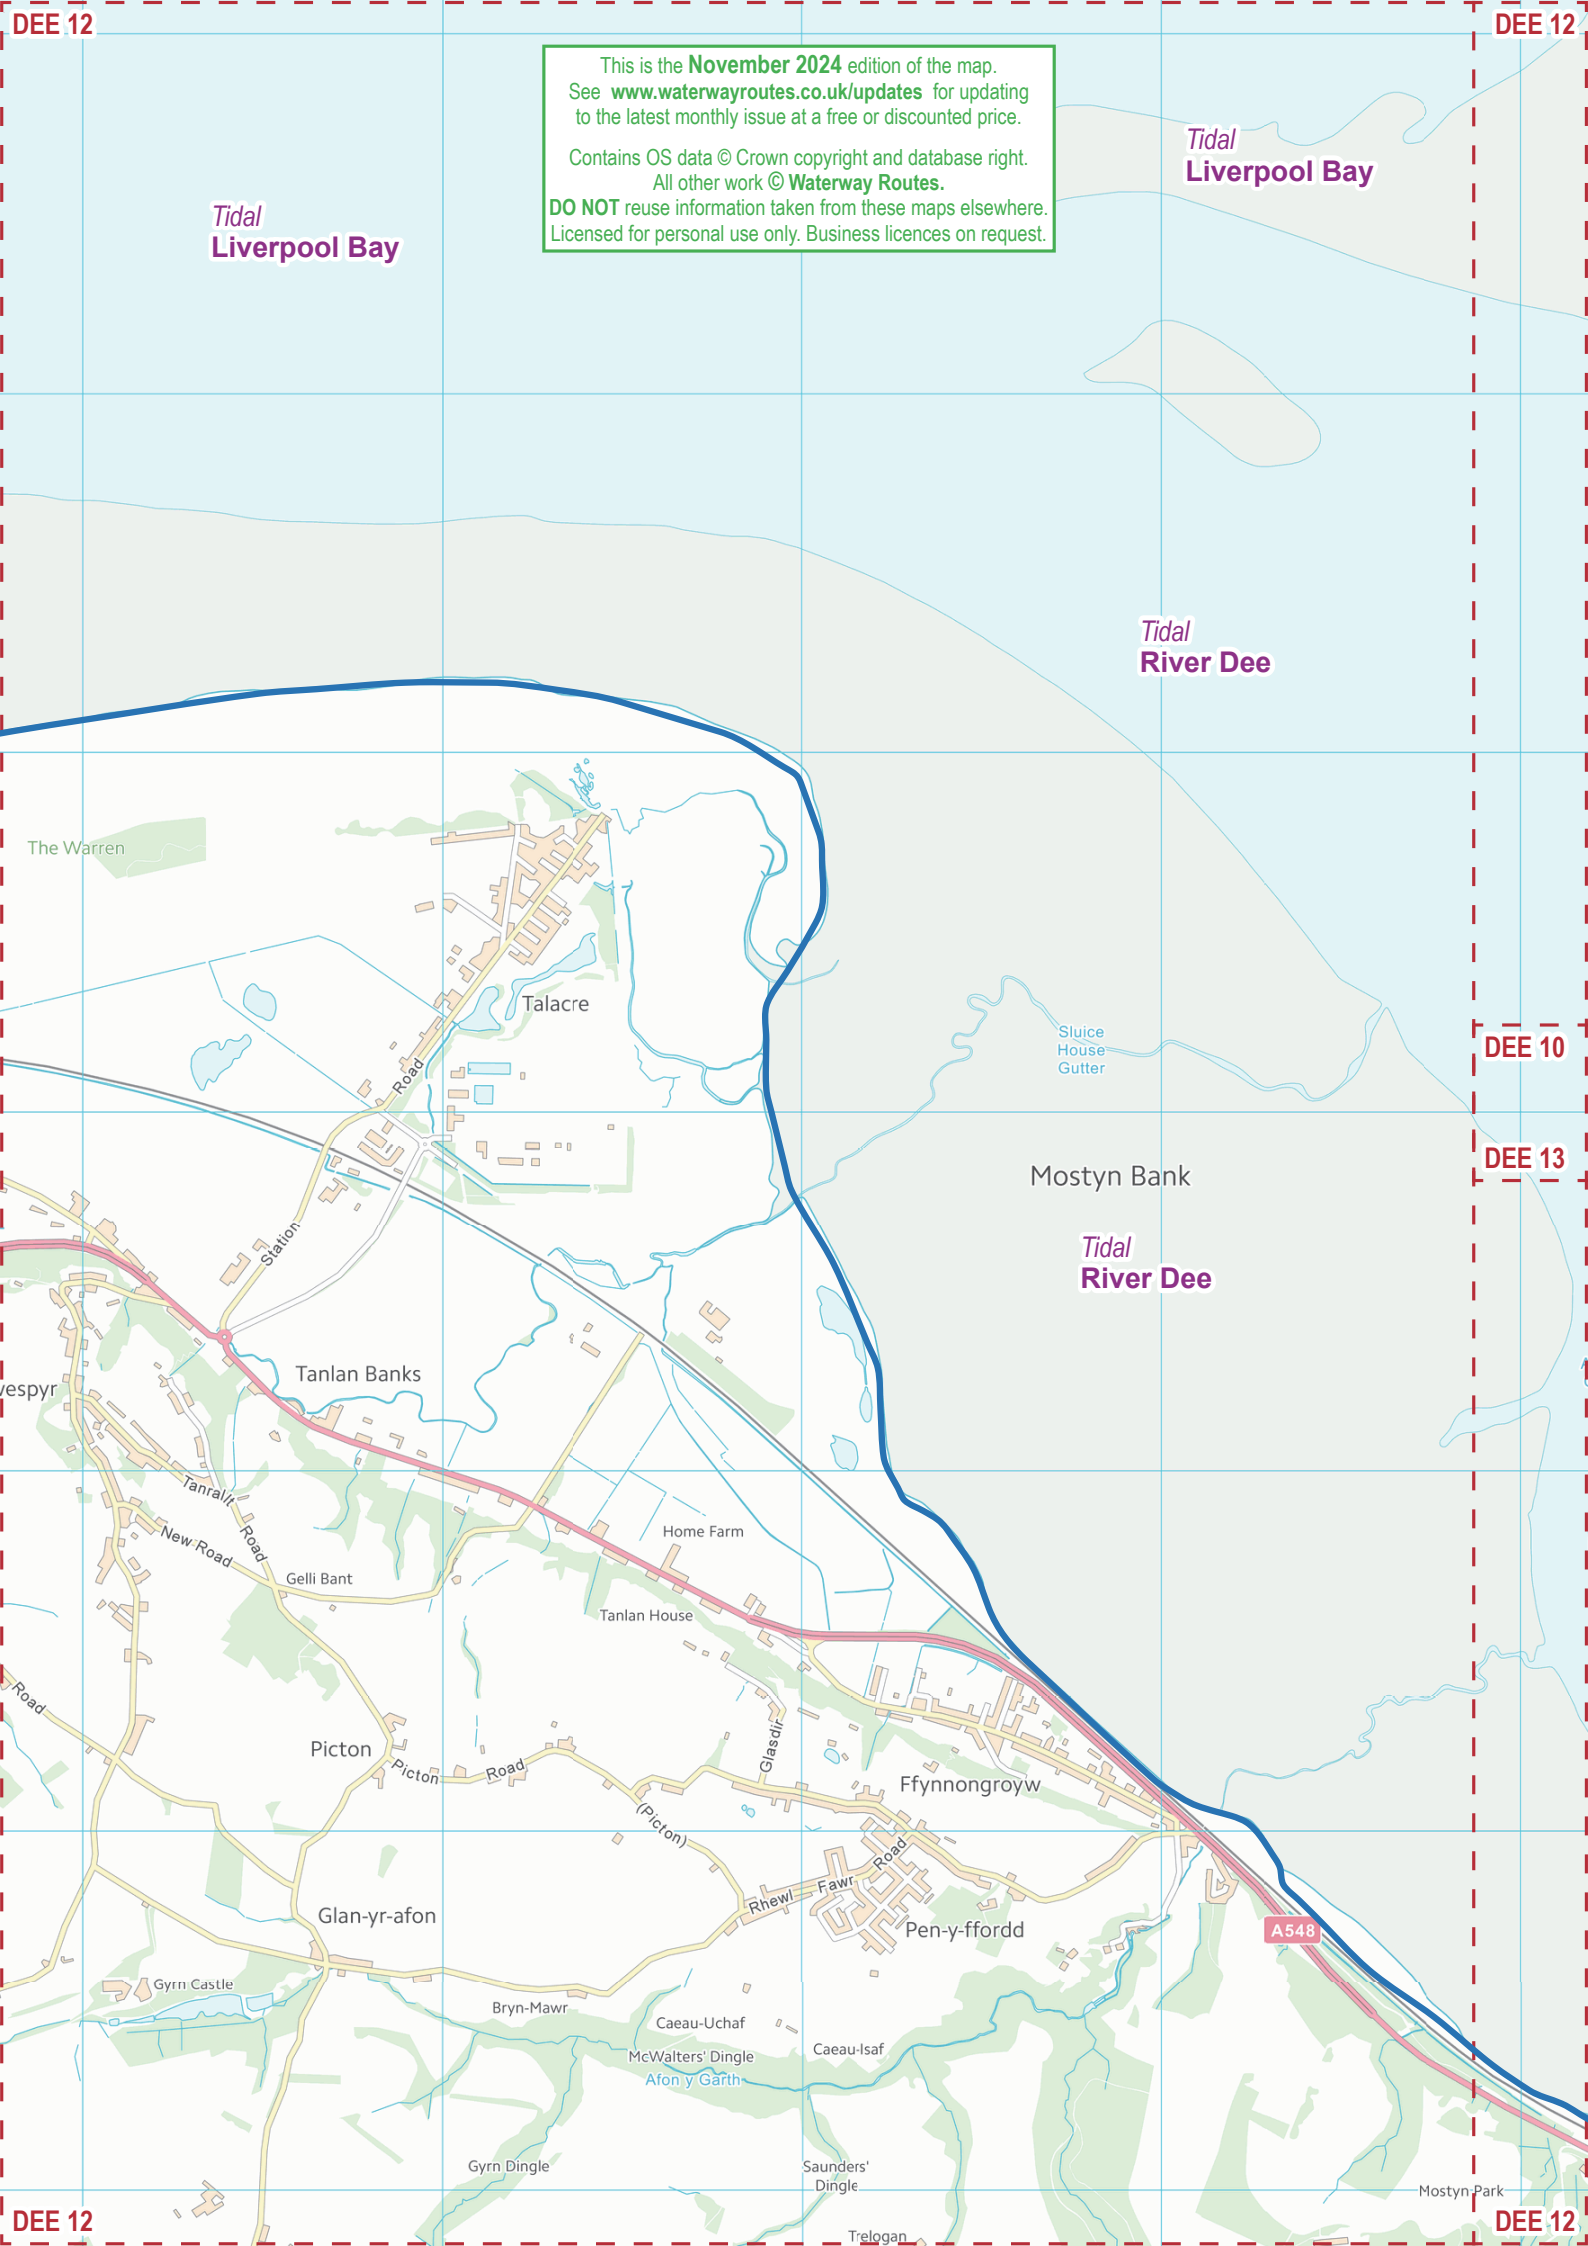 DEE 12
DEE 12
This is the November 2024 edition of the map.
See www.waterwayroutes.co.uk/updates for updating
to the latest monthly issue at a free or discounted price.
Contains OS data © Crown copyright and database right.
All other work © Waterway Routes.
DO NOT reuse information taken from these maps elsewhere.
Licensed for personal use only. Business licences on request.
Tidal
Liverpool Bay
Tidal
Liverpool Bay
Tidal
River Dee
The Warren
Talacre
Sluice
House
Gutter
DEE 10
Road
DEE 13
Mostyn Bank
Station
Tidal
River Dee
Tanlan Banks
vespyr
Tanrallt
Road
New Road
Home Farm
Gelli Bant
Tanlan House
Road
Picton
Picton
Road
Glasdir
Ffynnongroyw
(Picton)
Road
Rhewl
Fawr
Glan-yr-afon
Pen-y-ffordd
A548
Gyrn Castle
Bryn-Mawr
Caeau-Uchaf
Caeau-Isaf
McWalters' Dingle
Afon y Garth
Gyrn Dingle
Saunders'
Dingle
Mostyn Park
DEE 12
Trelogan
DEE 12